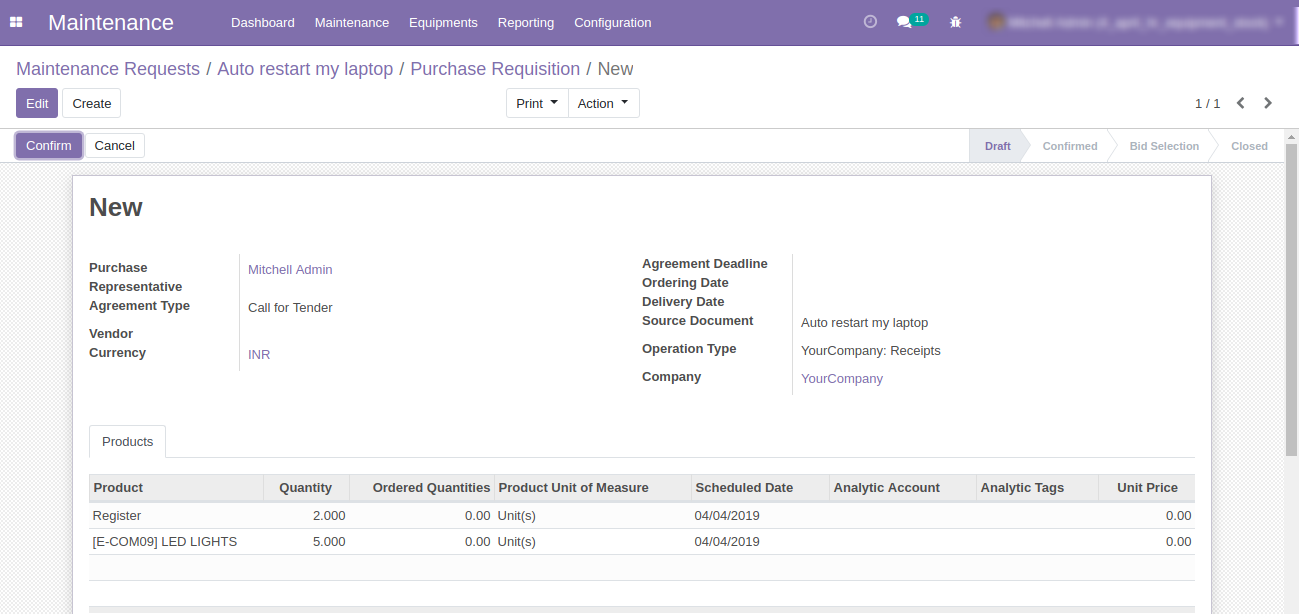 Maintenance Dashboard Maintenance Equipments Reporting Configuration 11
Maintenance Requests / Auto restart my laptop / Purchase Requisition / New
Edit Create Print Action 1 / 1
Confirm Cancel Draft Confirmed Bid Selection Closed
New
Purchase Representative Mitchell Admin
Agreement Type Call for Tender
Vendor
Currency INR
Agreement Deadline
Ordering Date
Delivery Date
Source Document Auto restart my laptop
Operation Type YourCompany: Receipts
Company YourCompany
Products
Product Quantity Ordered Quantities Product Unit of Measure Scheduled Date Analytic Account Analytic Tags Unit Price
Register 2.000 0.00 Unit(s) 04/04/2019 0.00
[E-COM09] LED LIGHTS 5.000 0.00 Unit(s) 04/04/2019 0.00